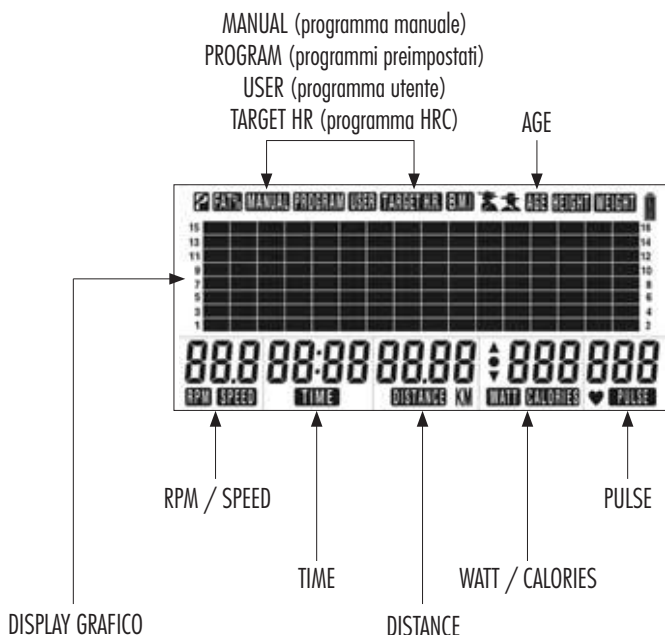 MANUAL (programma manuale)
PROGRAM (programmi preimpostati)
USER (programma utente)
TARGET HR (programma HRC)
AGE
FAT% MANUAL PROGRAM USER TARGET H.R. B.M.I AGE HEIGHT WEIGHT
15 16
13 14
11 12
9 10
7 8
5 6
3 4
1 2
88.8 88:88 88.88 888 888
RPM SPEED TIME DISTANCE KM WATT CALORIES PULSE
RPM / SPEED
PULSE
TIME
WATT / CALORIES
DISPLAY GRAFICO
DISTANCE